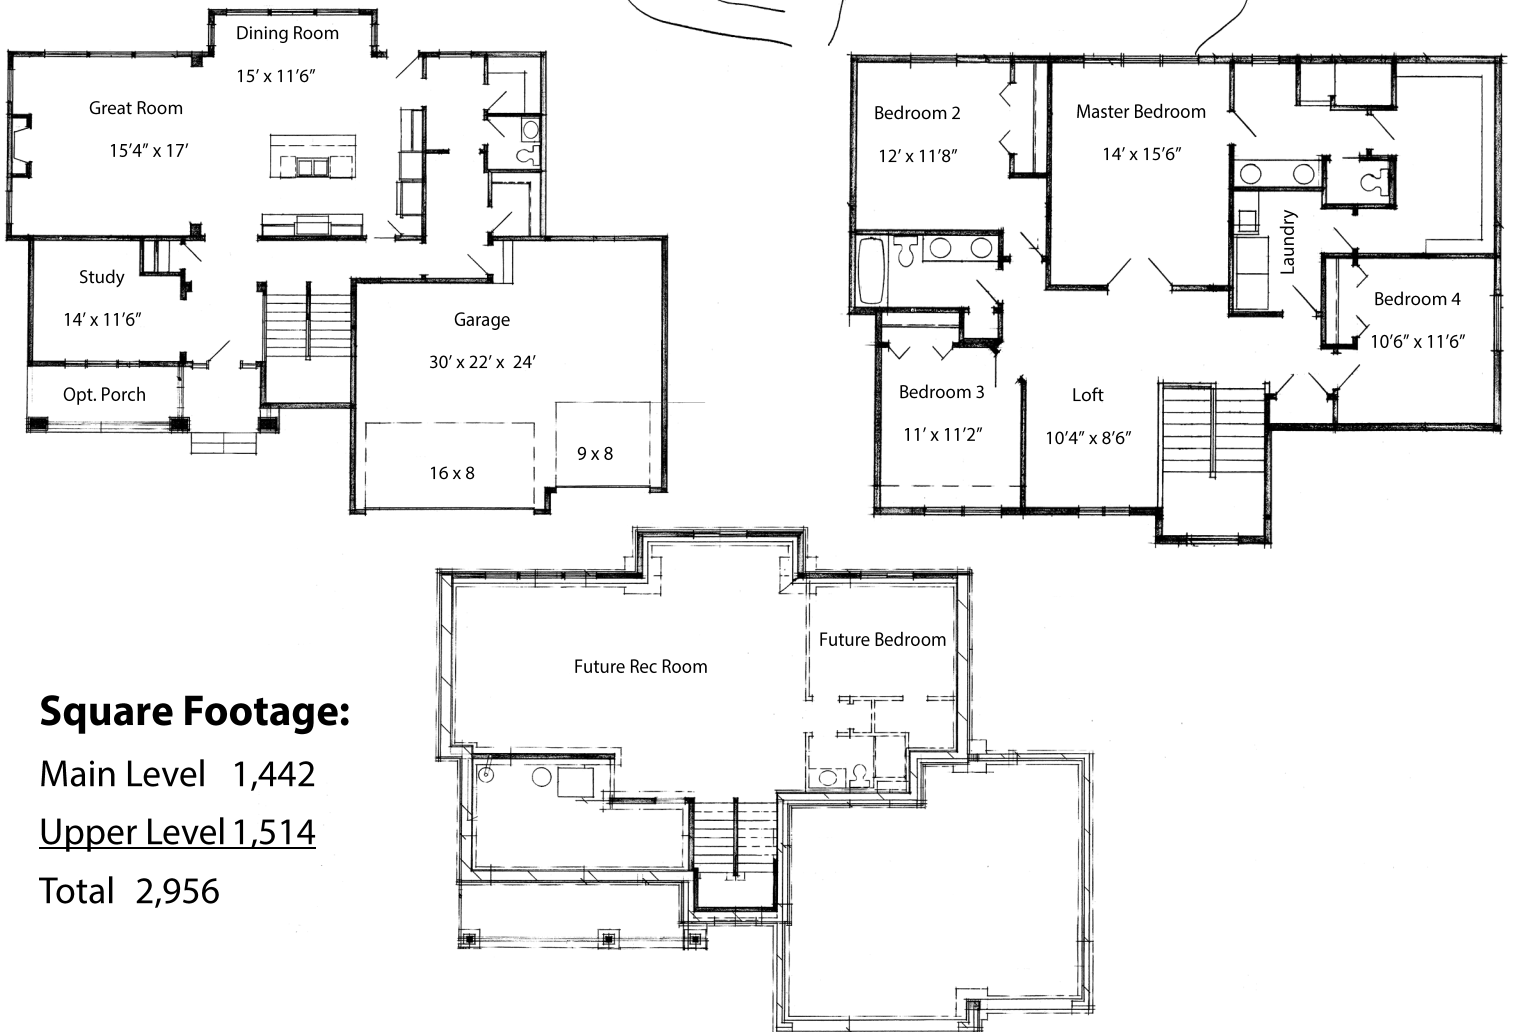 Dining Room
15’ x 11’6”
Great Room
15’4” x 17’
Study
14’ x 11’6”
Opt. Porch
Garage
30’ x 22’ x 24’
16 x 8
9 x 8
Bedroom 2
12’ x 11’8”
Master Bedroom
14’ x 15’6”
Laundry
Bedroom 4
10’6” x 11’6”
Bedroom 3
11’ x 11’2”
Loft
10’4” x 8’6”
Future Rec Room
Future Bedroom
Square Footage:
Main Level 1,442
Upper Level 1,514
Total 2,956